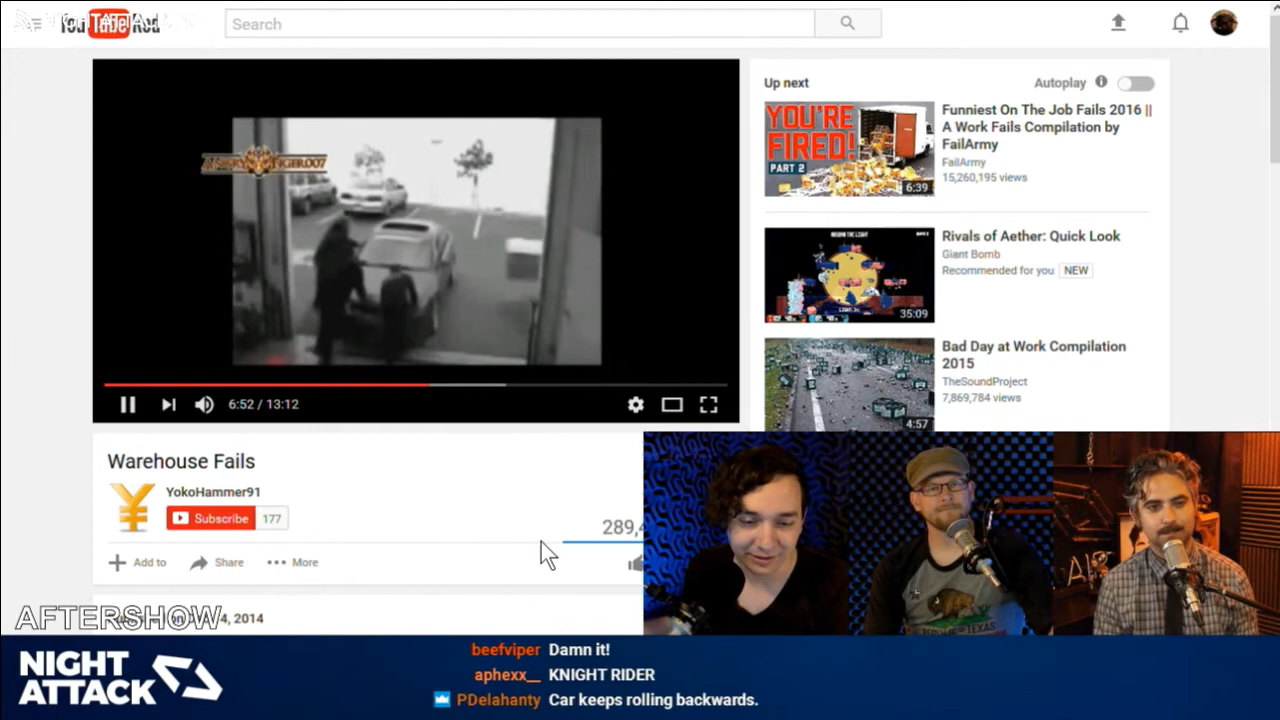 YouTube Red
Search
ANGRYTIGER007
6:52 / 13:12
Up next
Autoplay
YOU'RE
FIRED!
PART 2
6:39
Funniest On The Job Fails 2016 ||
A Work Fails Compilation by
FailArmy
FailArmy
15,260,195 views
35:09
Rivals of Aether: Quick Look
Giant Bomb
Recommended for you NEW
4:57
Bad Day at Work Compilation
2015
TheSoundProject
7,869,784 views
Warehouse Fails
YokoHammer91
Subscribe 177
289,4
Add to
Share
More
AFTERSHOW
4, 2014
NIGHT
ATTACK
beefviper Damn it!
aphexx__ KNIGHT RIDER
PDelahanty Car keeps rolling backwards.